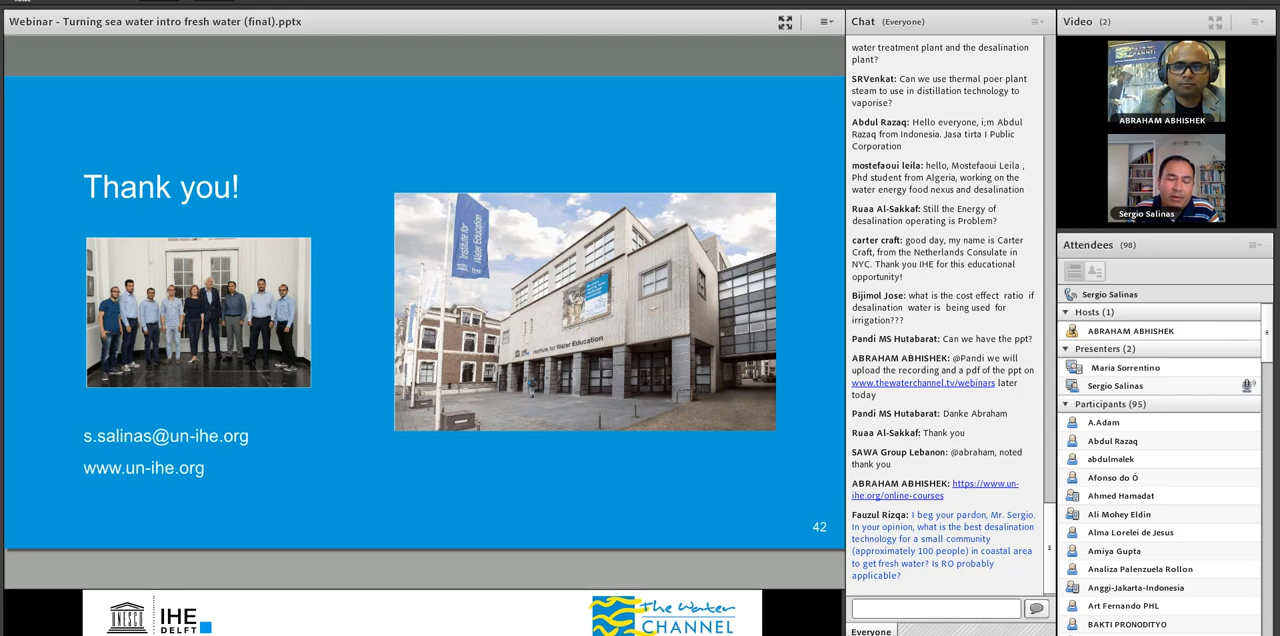 Webinar - Turning sea water intro fresh water (final).pptx
Thank you!
Institute for
Water Education
Institute for Water Education
s.salinas@un-ihe.org
www.un-ihe.org
42
UNESCO
IHE
DELFT
The Water
CHANNEL
Chat (Everyone)
water treatment plant and the desalination
plant?
SRVenkat: Can we use thermal poer plant
steam to use in distillation technology to
vaporise?
Abdul Razaq: Hello everyone, i;m Abdul
Razaq from Indonesia. Jasa tirta I Public
Corporation
mostefaoui leila: hello, Mostefaoui Leila ,
Phd student from Algeria, working on the
water energy food nexus and desalination
Ruaa Al-Sakkaf: Still the Energy of
desalination operating is Problem?
carter craft: good day, my name is Carter
Craft, from the Netherlands Consulate in
NYC. Thank you IHE for this educational
opportunity!
Bijimol Jose: what is the cost effect ratio if
desalination water is being used for
irrigation???
Pandi MS Hutabarat: Can we have the ppt?
ABRAHAM ABHISHEK: @Pandi we will
upload the recording and a pdf of the ppt on
www.thewaterchannel.tv/webinars later
today
Pandi MS Hutabarat: Danke Abraham
Ruaa Al-Sakkaf: Thank you
SAWA Group Lebanon: @abraham, noted
thank you
ABRAHAM ABHISHEK: https://www.un-
ihe.org/online-courses
Fauzul Rizqa: I beg your pardon, Mr. Sergio.
In your opinion, what is the best desalination
technology for a small community
(approximately 100 people) in coastal area
to get fresh water? Is RO probably
applicable?
Everyone
Video (2)
ABRAHAM ABHISHEK
Sergio Salinas
Attendees (98)
Sergio Salinas
Hosts (1)
ABRAHAM ABHISHEK
Presenters (2)
Maria Sorrentino
Sergio Salinas
Participants (95)
A.Adam
Abdul Razaq
abdulmalek
Afonso do Ó
Ahmed Hamadat
Ali Mohey Eldin
Alma Lorelei de Jesus
Amiya Gupta
Analiza Palenzuela Rollon
Anggi-Jakarta-Indonesia
Art Fernando PHL
BAKTI PRONODITYO